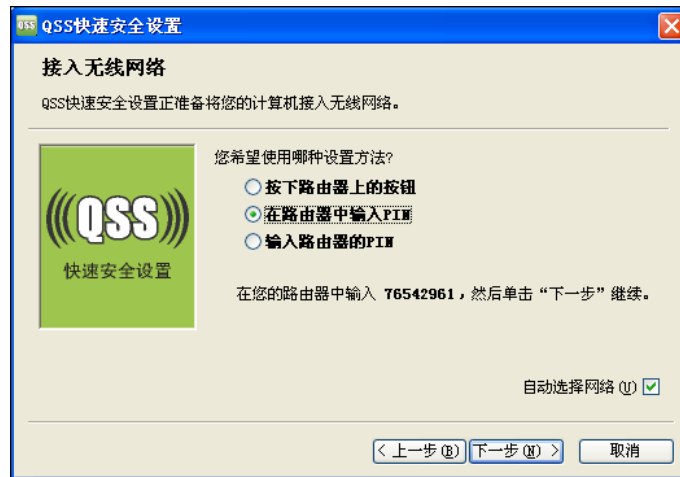 QSS快速安全设置
接入无线网络
QSS快速安全设置正准备将您的计算机接入无线网络。
QSS
快速安全设置
您希望使用哪种设置方法?
按下路由器上的按钮
在路由器中输入PIN
输入路由器的PIN
在您的路由器中输入 76542961，然后单击“下一步”继续。
自动选择网络(U)
< 上一步(B) 下一步(N) > 取消